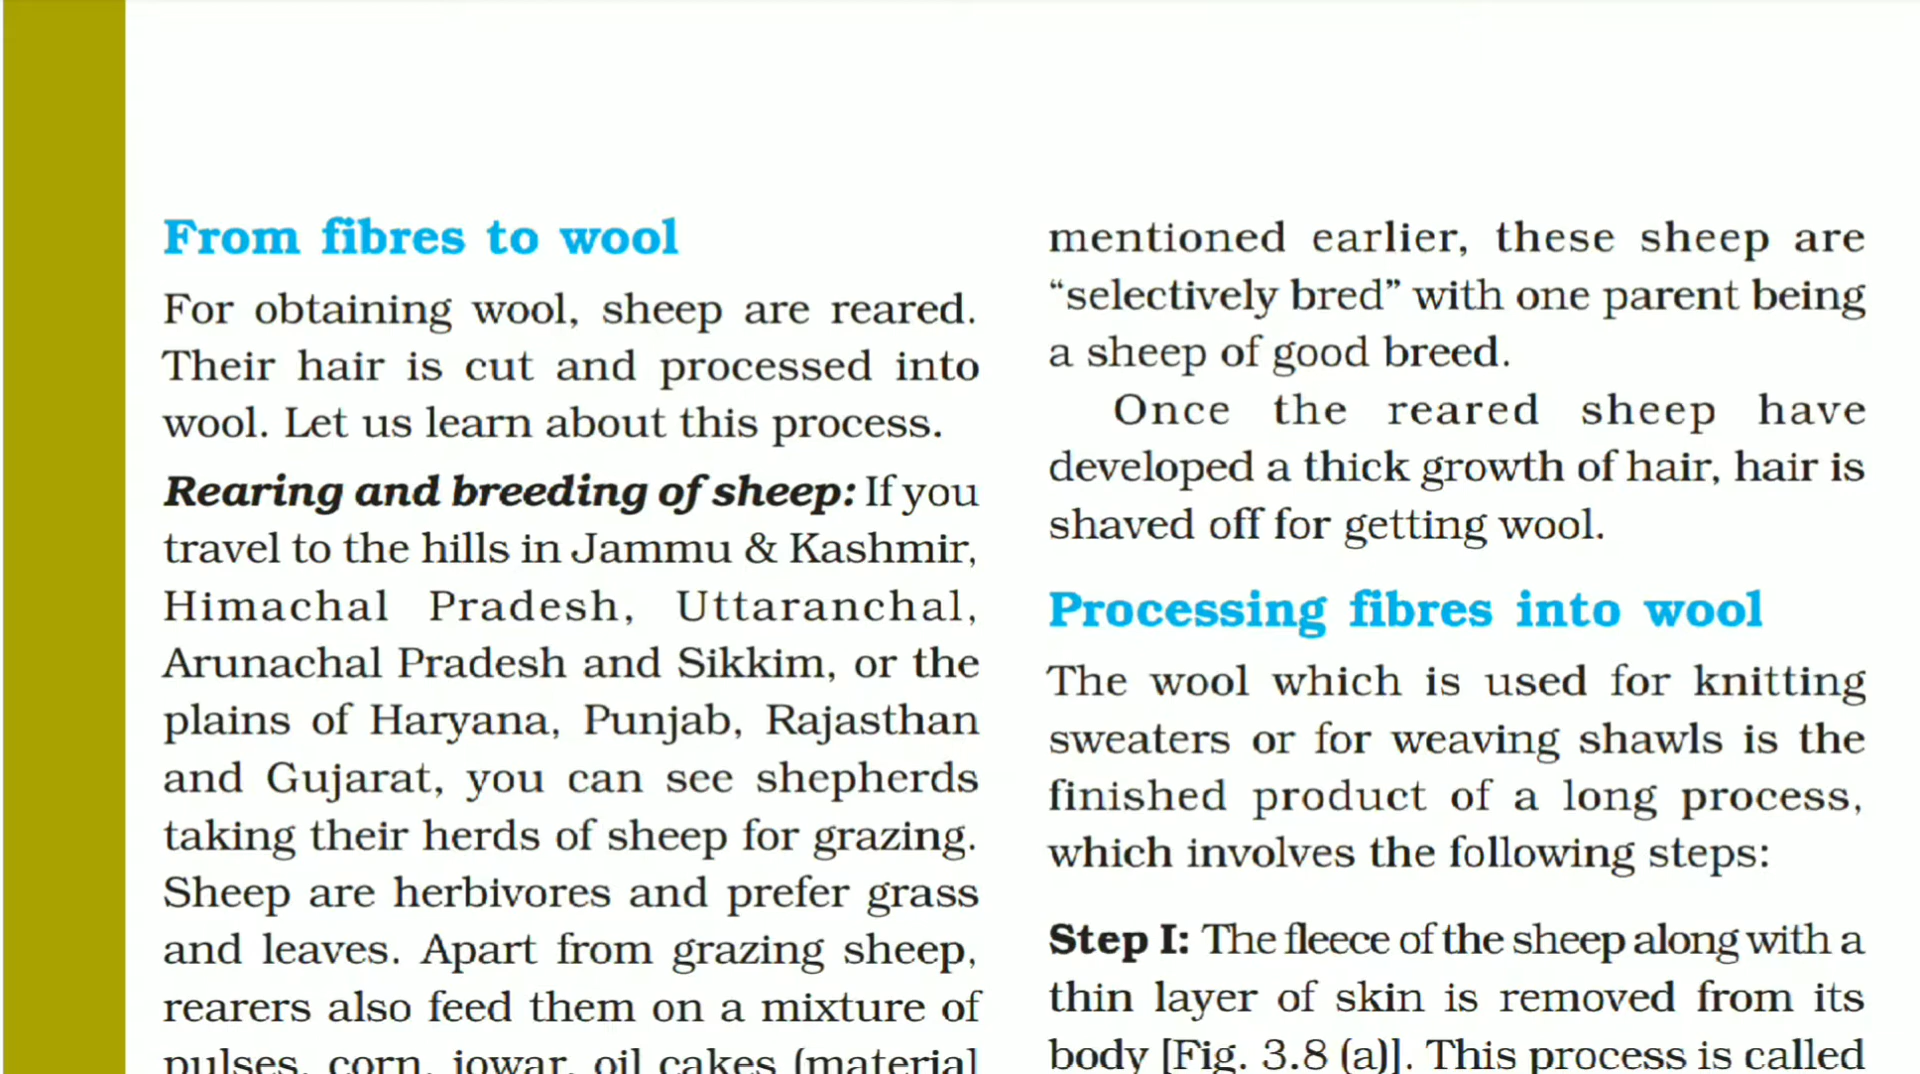 From fibres to wool
For obtaining wool, sheep are reared.
Their hair is cut and processed into
wool. Let us learn about this process.
Rearing and breeding of sheep: If you
travel to the hills in Jammu & Kashmir,
Himachal Pradesh, Uttaranchal,
Arunachal Pradesh and Sikkim, or the
plains of Haryana, Punjab, Rajasthan
and Gujarat, you can see shepherds
taking their herds of sheep for grazing.
Sheep are herbivores and prefer grass
and leaves. Apart from grazing sheep,
rearers also feed them on a mixture of
pulses, corn, jowar, oil cakes (material
mentioned earlier, these sheep are
“selectively bred” with one parent being
a sheep of good breed.
Once the reared sheep have
developed a thick growth of hair, hair is
shaved off for getting wool.
Processing fibres into wool
The wool which is used for knitting
sweaters or for weaving shawls is the
finished product of a long process,
which involves the following steps:
Step I: The fleece of the sheep along with a
thin layer of skin is removed from its
body [Fig. 3.8 (a)]. This process is called